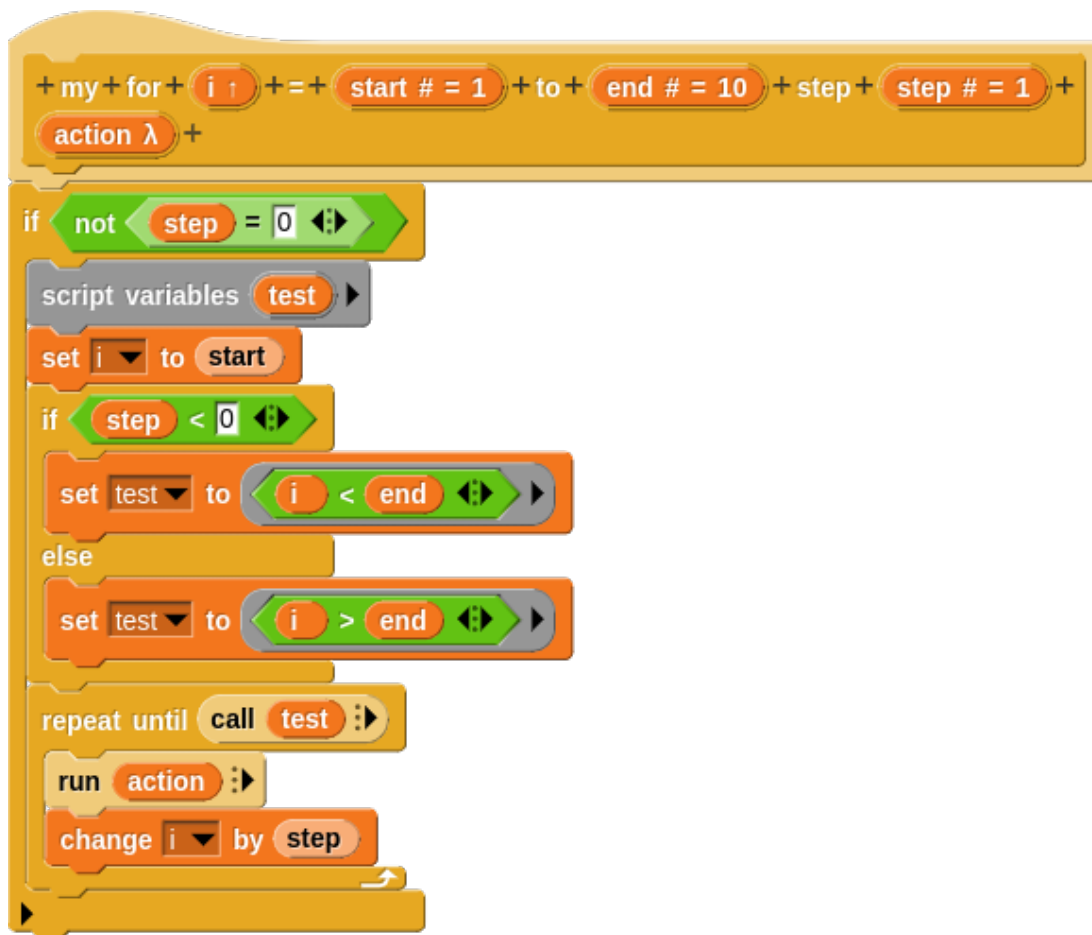 + my + for + i ↑ + = + start # = 1 + to + end # = 10 + step + step # = 1 +
action λ +
if not step = 0
script variables test
set i to start
if step < 0
set test to i < end
else
set test to i > end
repeat until call test
run action
change i by step